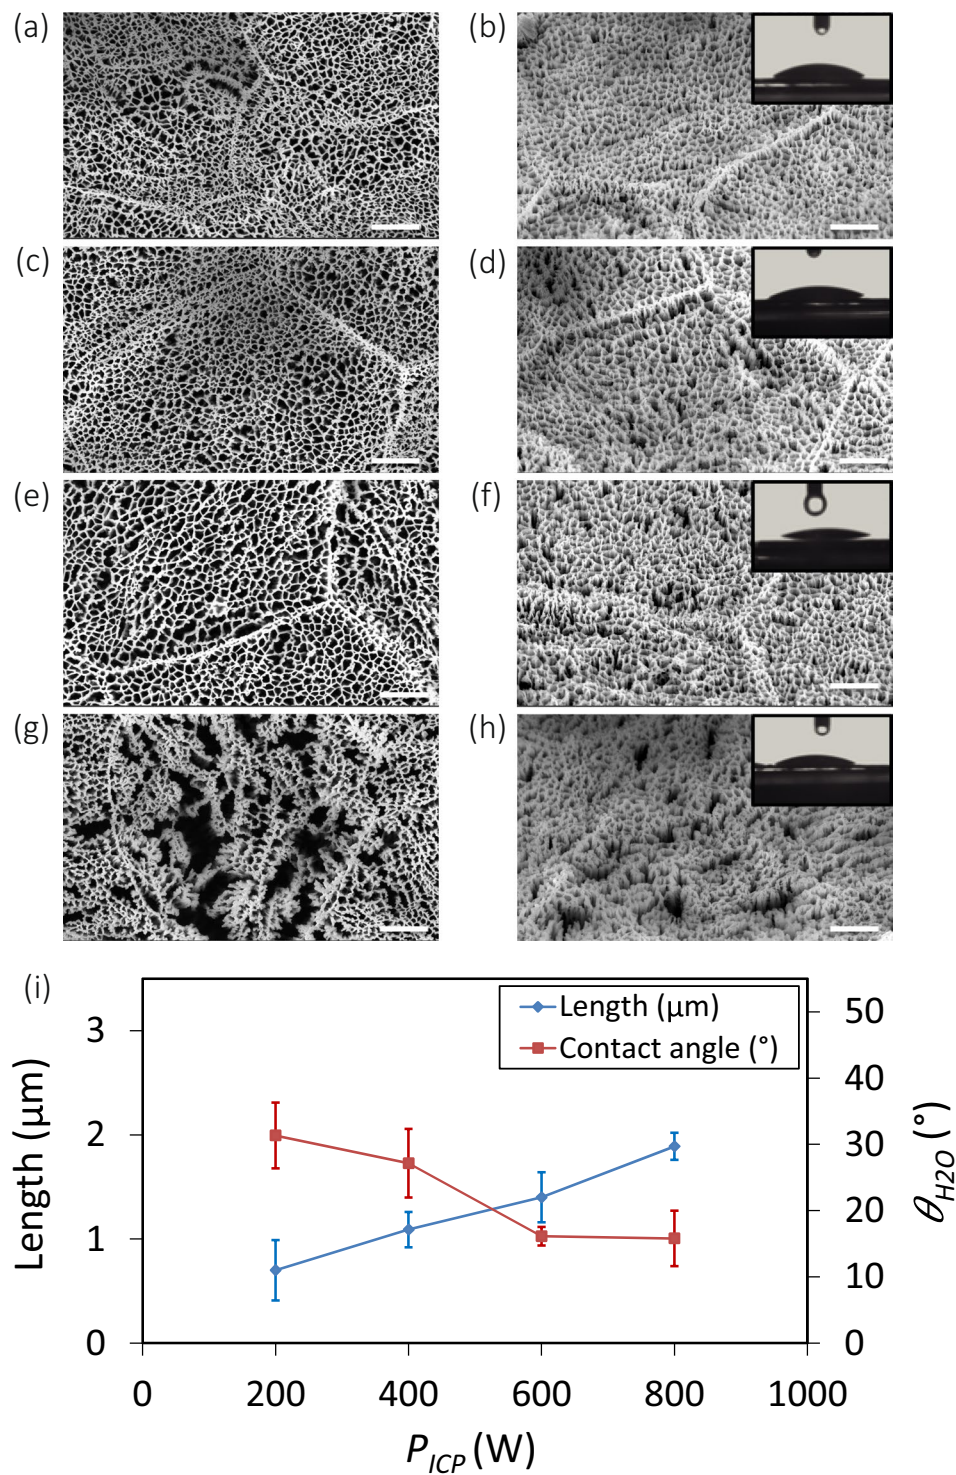 (a)
(b)
(c)
(d)
(e)
(f)
(g)
(h)
(i)
Length (µm)
Contact angle (°)
3
2
1
0
Length (µm)
50
40
30
20
10
0
θH2O (°)
0 200 400 600 800 1000
PICP (W)